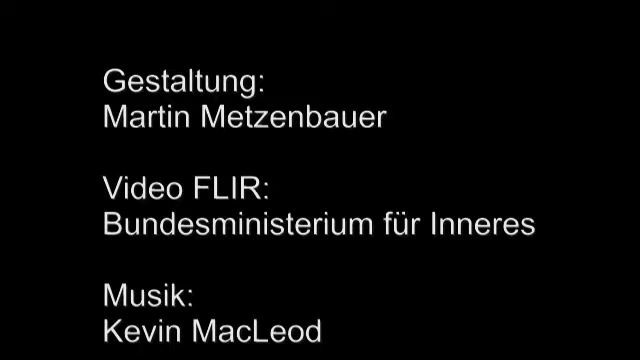 Gestaltung:
Martin Metzenbauer
Video FLIR:
Bundesministerium für Inneres
Musik:
Kevin MacLeod